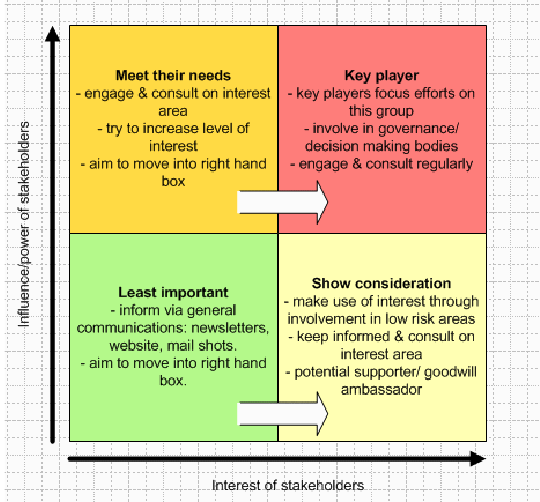 Meet their needs
- engage & consult on interest
area
- try to increase level of
interest
- aim to move into right hand
box
Key player
- key players focus efforts on
this group
- involve in governance/
decision making bodies
- engage & consult regularly
Least important
- inform via general
communications: newsletters,
website, mail shots.
- aim to move into right hand
box.
Show consideration
- make use of interest through
involvement in low risk areas
- keep informed & consult on
interest area
- potential supporter/ goodwill
ambassador
Influence/power of stakeholders
Interest of stakeholders